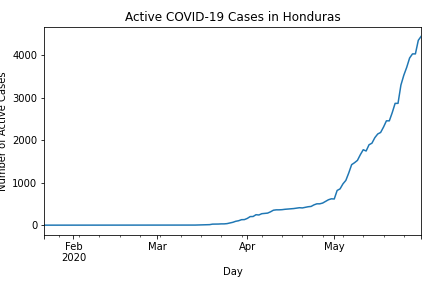 Active COVID-19 Cases in Honduras
Number of Active Cases
4000
3000
2000
1000
0
Feb
2020
Mar
Apr
May
Day